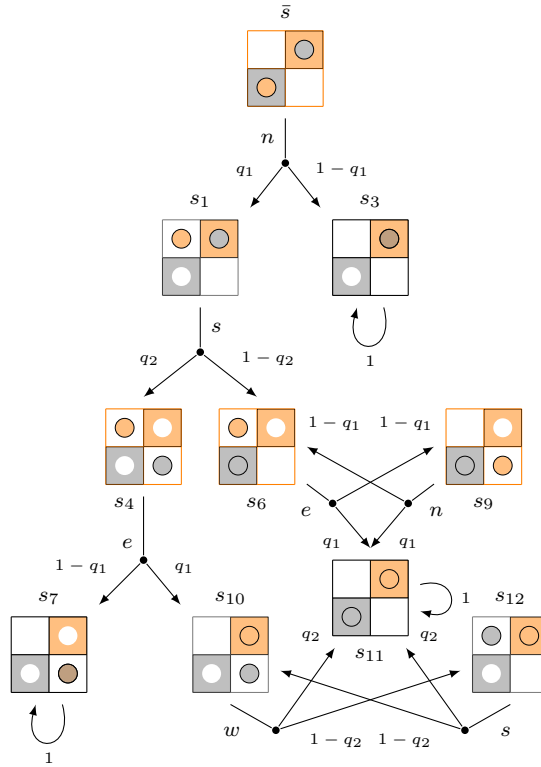 s̄
n
q₁ 1 − q₁
s₁ s₃
s
1
q₂ 1 − q₂
1 − q₁ 1 − q₁
s₄ s₆ e n s₉
e
q₁ q₁
1 − q₁ q₁
s₇ s₁₀ 1 s₁₂
q₂ s₁₁ q₂
w 1 − q₂ 1 − q₂ s
1